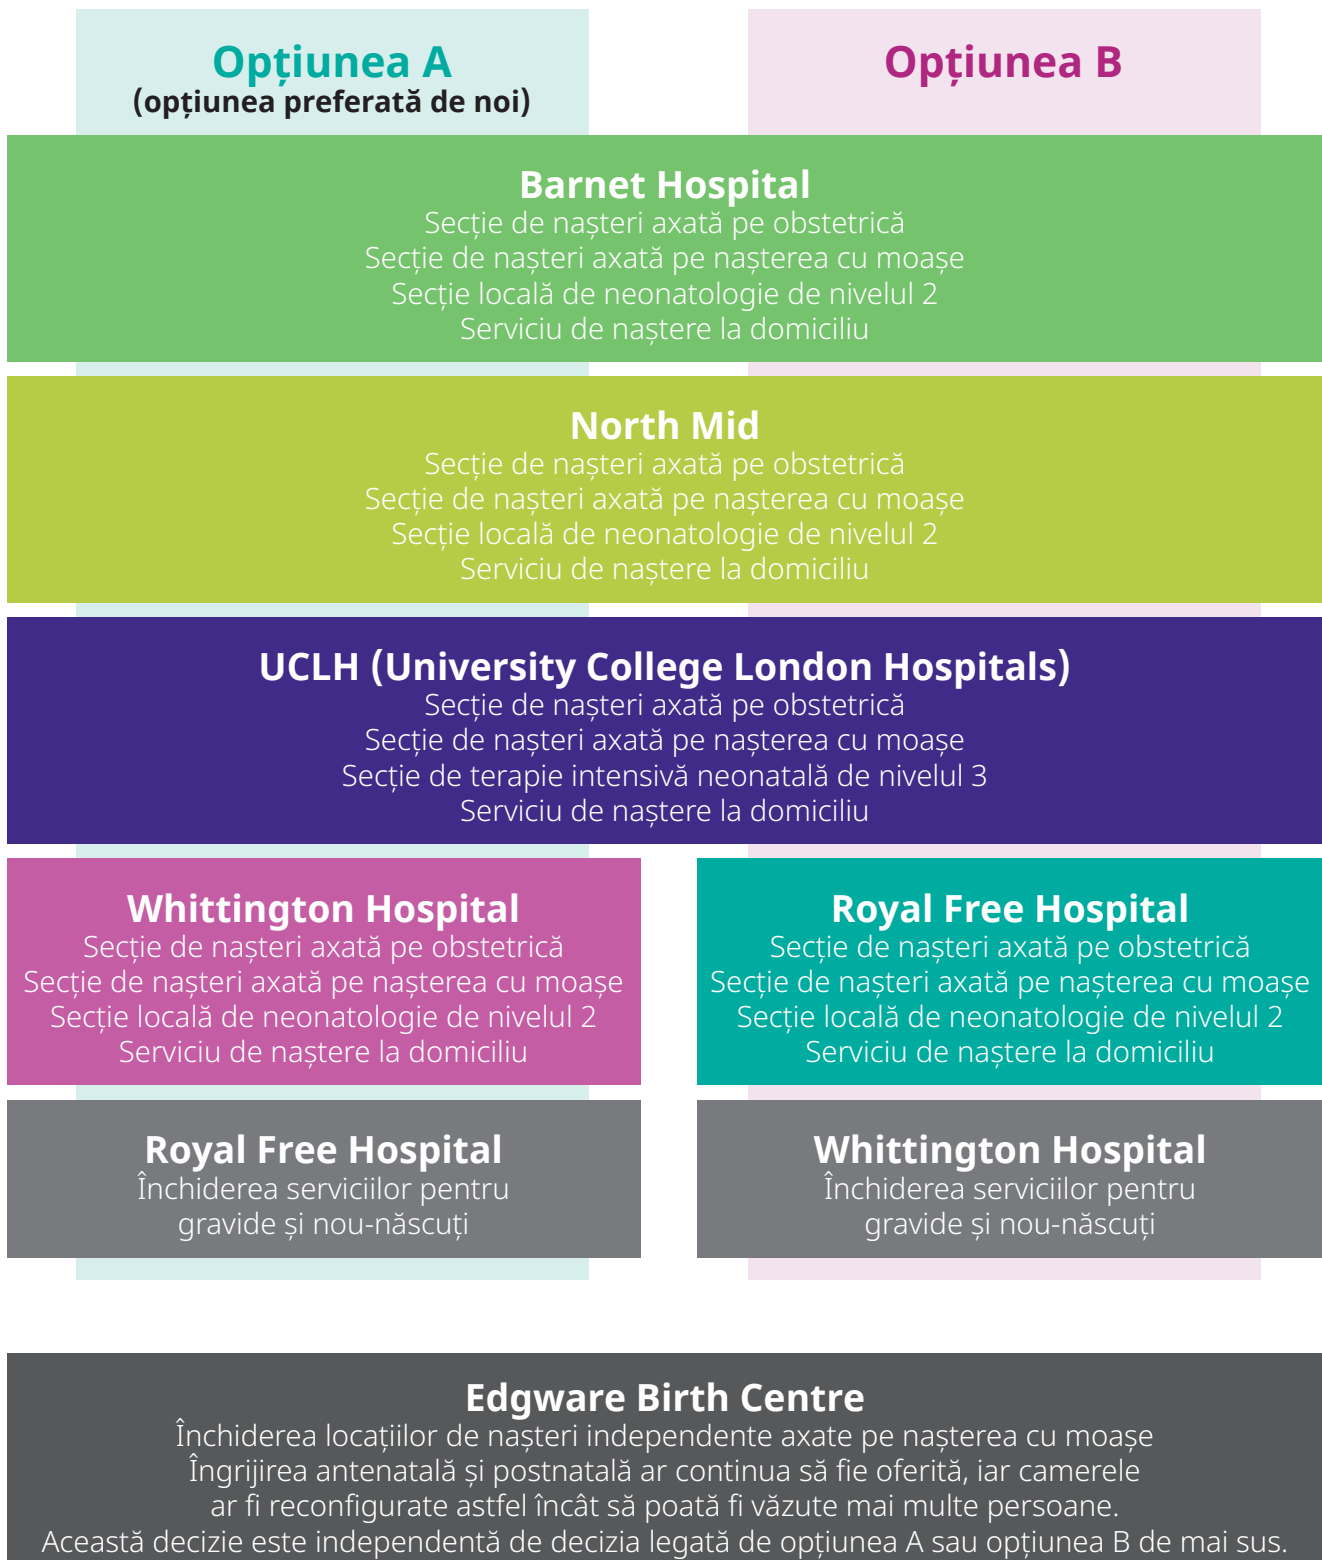 Opțiunea A
(opțiunea preferată de noi)
Opțiunea B
Barnet Hospital
Secție de nașteri axată pe obstetrică
Secție de nașteri axată pe nașterea cu moașe
Secție locală de neonatologie de nivelul 2
Serviciu de naștere la domiciliu
North Mid
Secție de nașteri axată pe obstetrică
Secție de nașteri axată pe nașterea cu moașe
Secție locală de neonatologie de nivelul 2
Serviciu de naștere la domiciliu
UCLH (University College London Hospitals)
Secție de nașteri axată pe obstetrică
Secție de nașteri axată pe nașterea cu moașe
Secție de terapie intensivă neonatală de nivelul 3
Serviciu de naștere la domiciliu
Whittington Hospital
Secție de nașteri axată pe obstetrică
Secție de nașteri axată pe nașterea cu moașe
Secție locală de neonatologie de nivelul 2
Serviciu de naștere la domiciliu
Royal Free Hospital
Secție de nașteri axată pe obstetrică
Secție de nașteri axată pe nașterea cu moașe
Secție locală de neonatologie de nivelul 2
Serviciu de naștere la domiciliu
Royal Free Hospital
Închiderea serviciilor pentru
gravide și nou-născuți
Whittington Hospital
Închiderea serviciilor pentru
gravide și nou-născuți
Edgware Birth Centre
Închiderea locațiilor de nașteri independente axate pe nașterea cu moașe
Îngrijirea antenatală și postnatală ar continua să fie oferită, iar camerele
ar fi reconfigurate astfel încât să poată fi văzute mai multe persoane.
Această decizie este independentă de decizia legată de opțiunea A sau opțiunea B de mai sus.